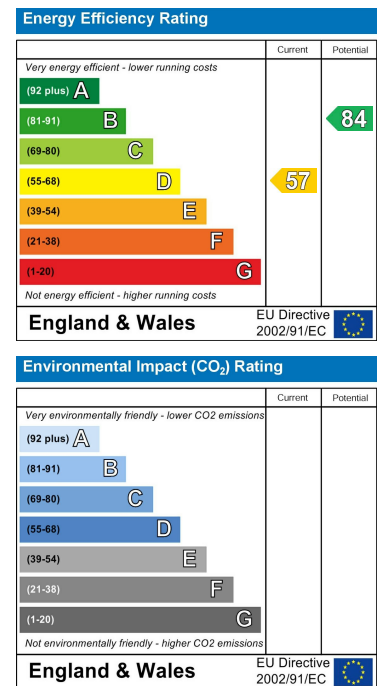 Energy Efficiency Rating
Current Potential
Very energy efficient - lower running costs
(92 plus) A
(81-91) B
84
(69-80) C
(55-68) D
57
(39-54) E
(21-38) F
(1-20) G
Not energy efficient - higher running costs
England & Wales
EU Directive
2002/91/EC
Environmental Impact (CO₂) Rating
Current Potential
Very environmentally friendly - lower CO2 emissions
(92 plus) A
(81-91) B
(69-80) C
(55-68) D
(39-54) E
(21-38) F
(1-20) G
Not environmentally friendly - higher CO2 emissions
England & Wales
EU Directive
2002/91/EC